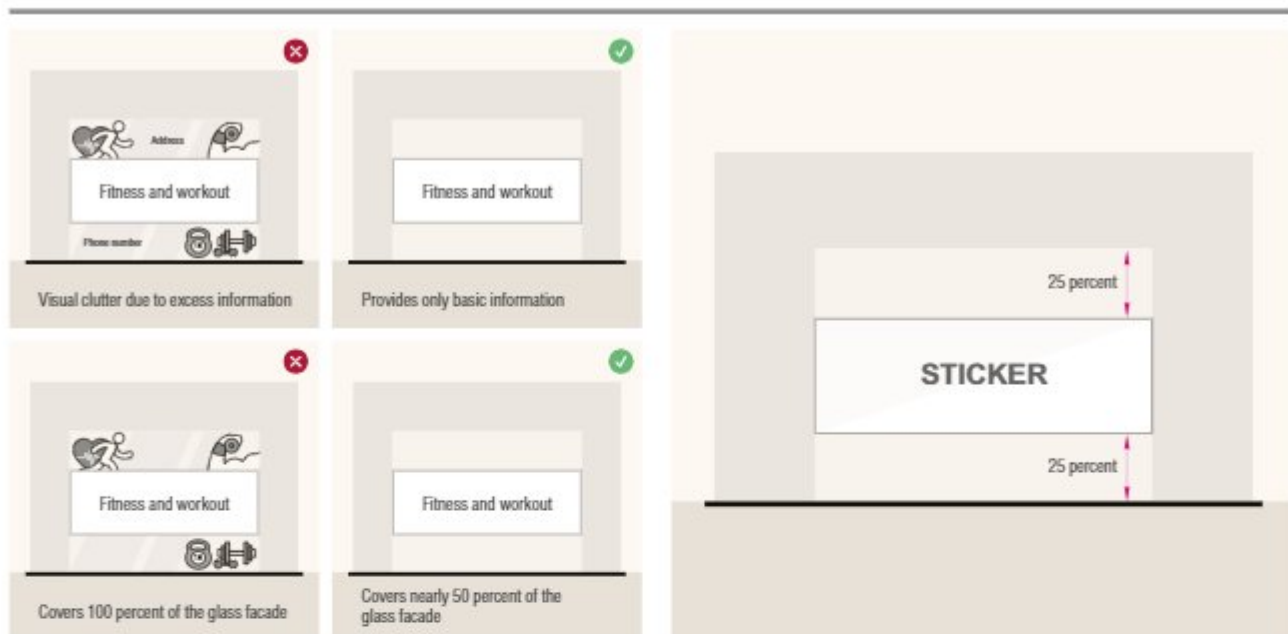 Address
Fitness and workout
Phone number
Visual clutter due to excess information
Fitness and workout
Provides only basic information
Fitness and workout
Covers 100 percent of the glass facade
Fitness and workout
Covers nearly 50 percent of the
glass facade
25 percent
STICKER
25 percent